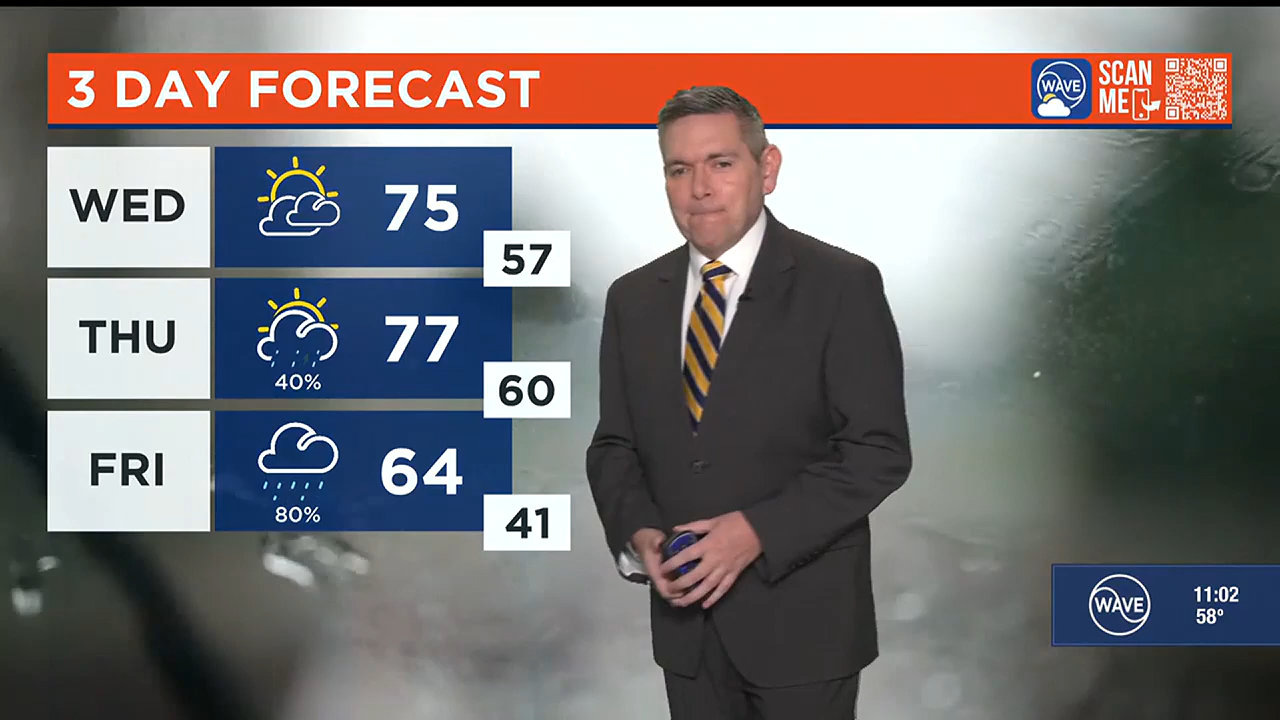 3 DAY FORECAST
WAVE
SCAN
ME
WED
75
57
THU
40%
77
60
FRI
80%
64
41
WAVE
11:02
58°